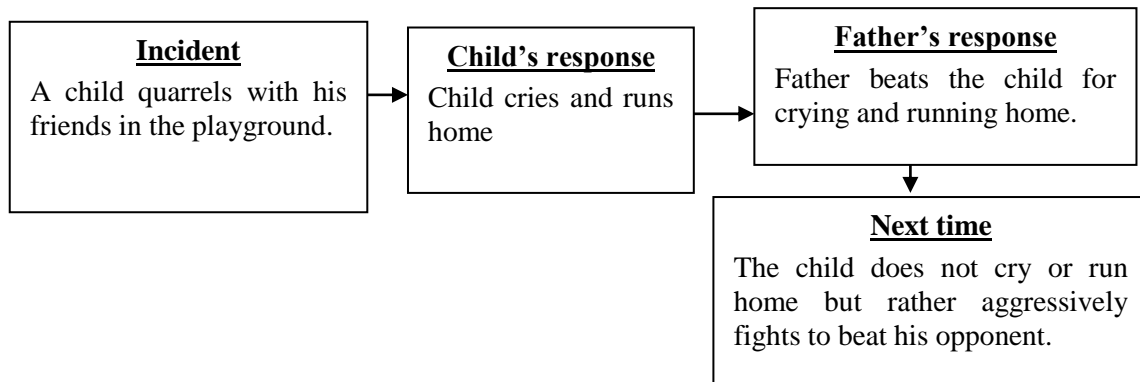 Incident
A child quarrels with his
friends in the playground.
Child’s response
Child cries and runs
home
Father’s response
Father beats the child for
crying and running home.
Next time
The child does not cry or run
home but rather aggressively
fights to beat his opponent.